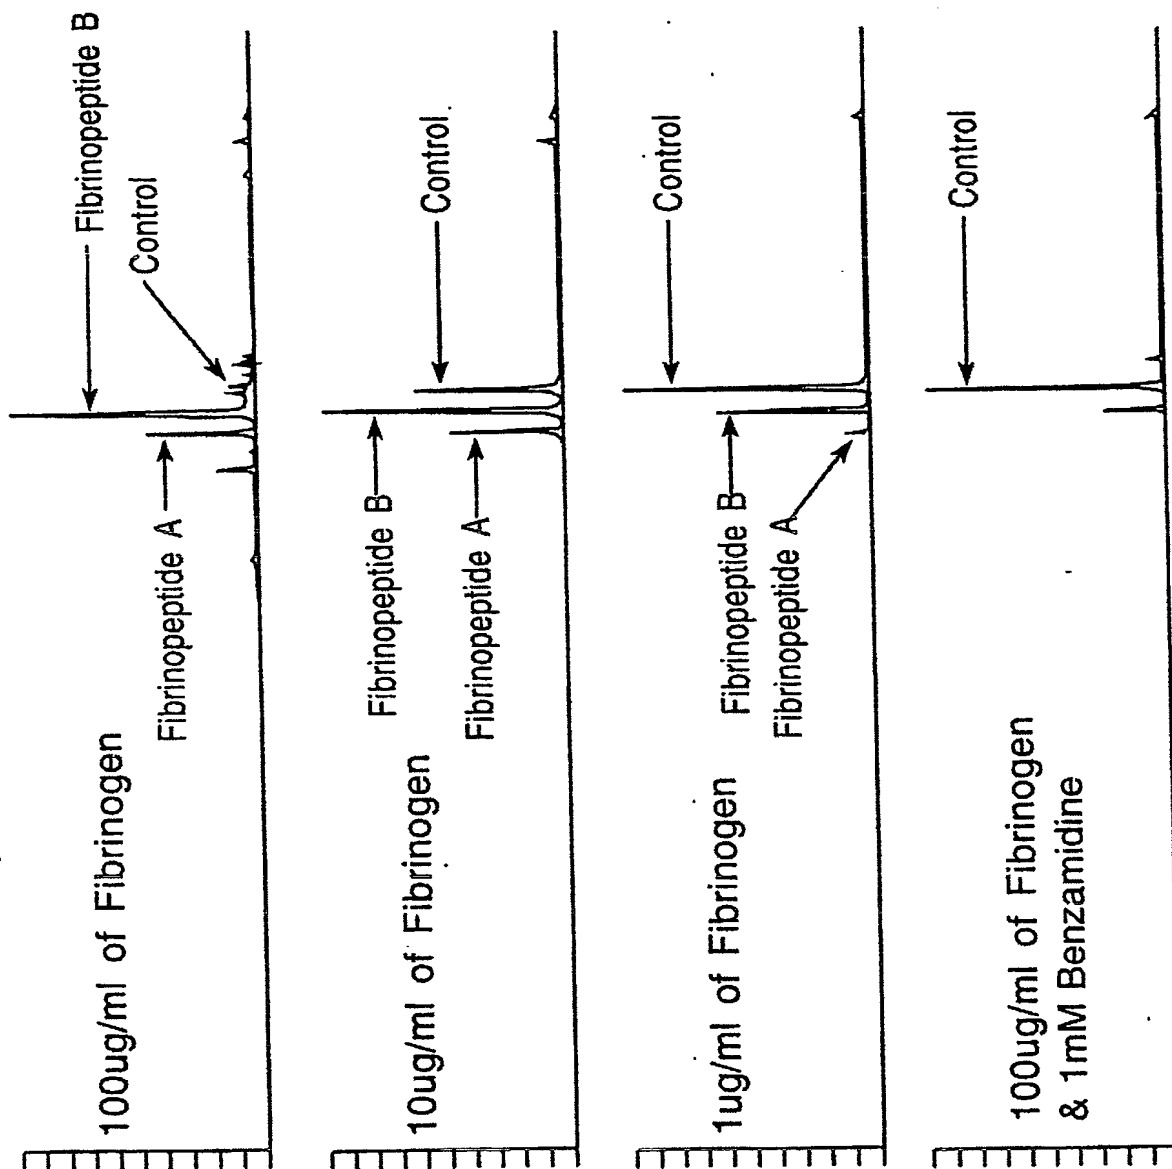 100ug/ml of Fibrinogen
Fibrinopeptide A
Fibrinopeptide B
Control
10ug/ml of Fibrinogen
Fibrinopeptide B
Fibrinopeptide A
Control
1ug/ml of Fibrinogen
Fibrinopeptide B
Fibrinopeptide A
Control
100ug/ml of Fibrinogen
& 1mM Benzamidine
Control